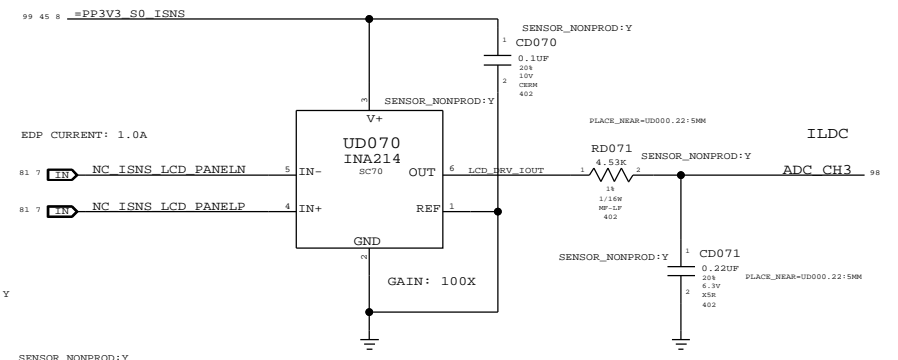 99 45 8 =PP3V3_S0_ISNS
SENSOR_NONPROD:Y
1 CD070
0.1UF
20%
10V
2 CERM
402
3 SENSOR_NONPROD:Y
V+
PLACE_NEAR=UD000.22:5MM
EDP CURRENT: 1.0A
ILDC
UD070
INA214
SC70
RD071
4.53K
SENSOR_NONPROD:Y
81 7 IN NC_ISNS_LCD_PANELN 5 IN- OUT 6 LCD_DRV_IOUT 1 2 ADC_CH3 98
1%
1/16W
MF-LF
402
81 7 IN NC_ISNS_LCD_PANELP 4 IN+ REF 1
GND
2
GAIN: 100X
SENSOR_NONPROD:Y
1 CD071
0.22UF
20%
PLACE_NEAR=UD000.22:5MM
6.3V
2 X5R
402
Y
SENSOR_NONPROD:Y